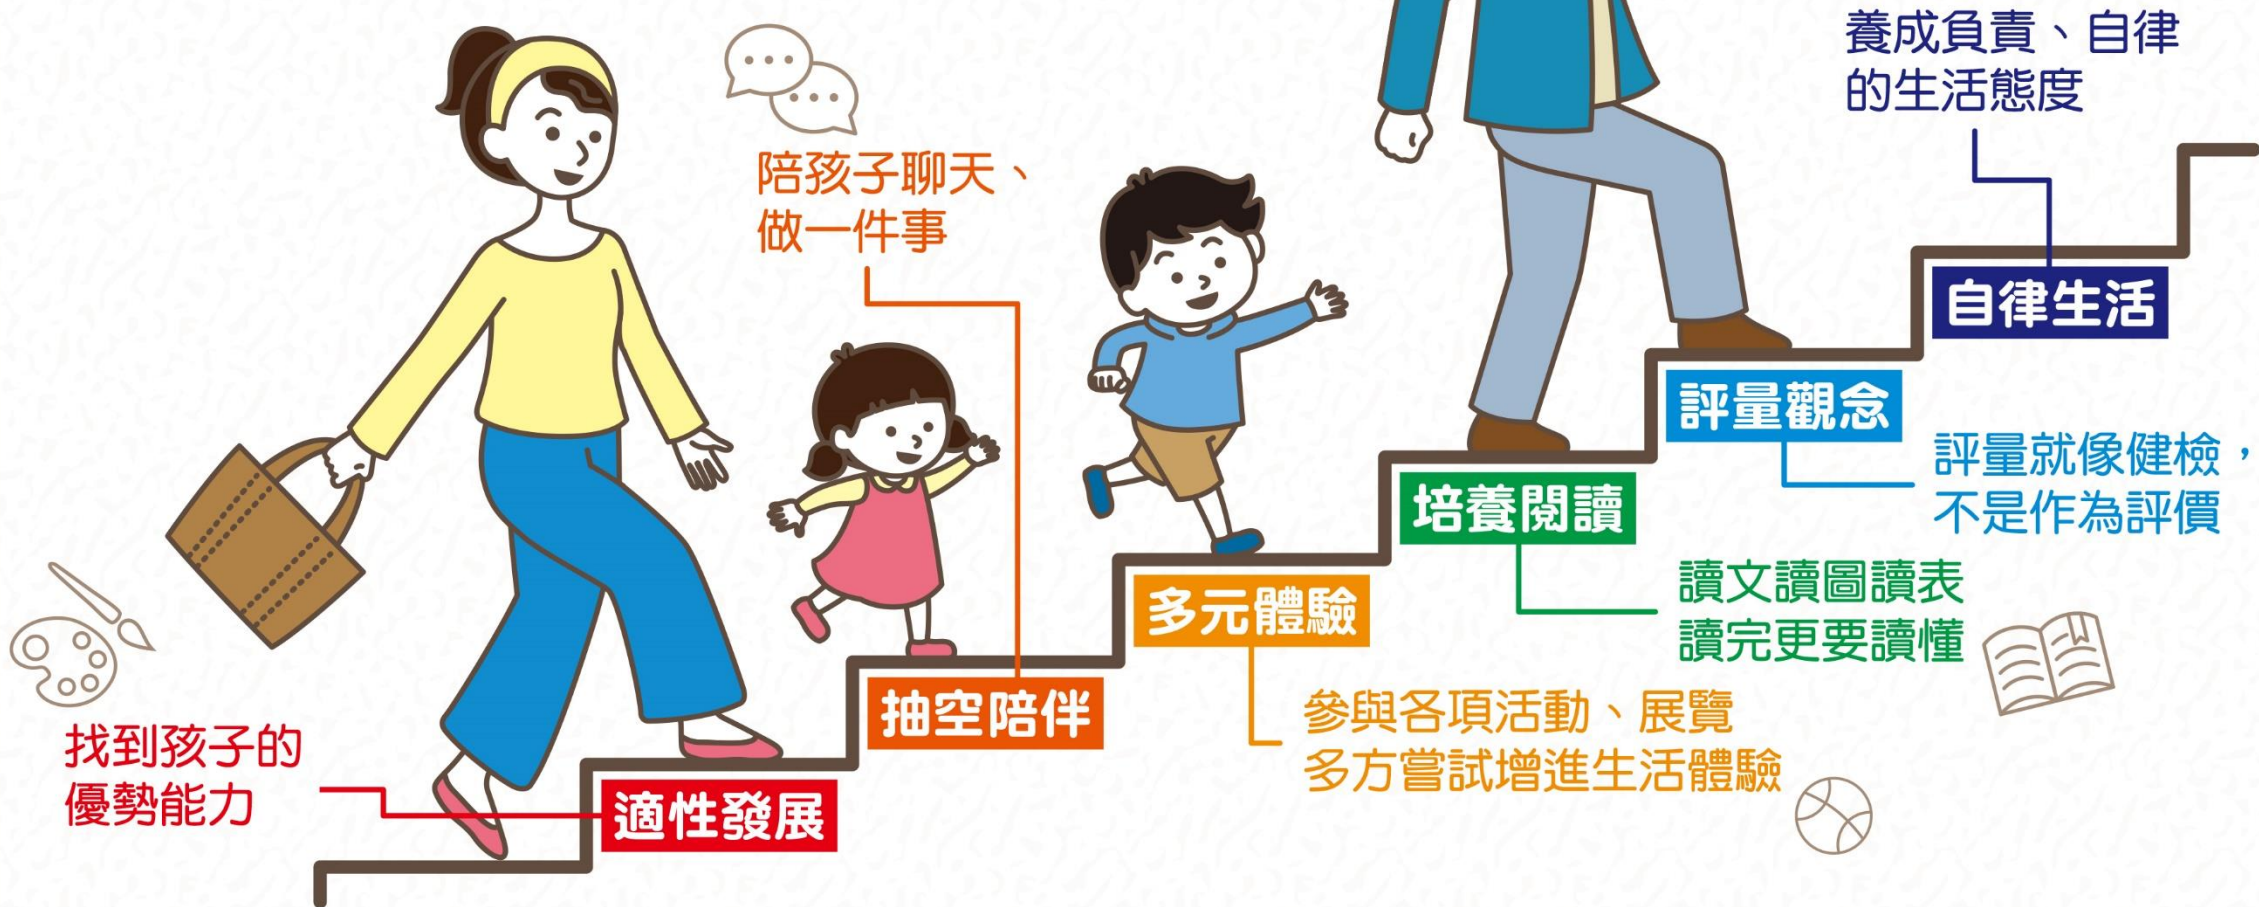 找到孩子的
優勢能力
適性發展
陪孩子聊天、
做一件事
抽空陪伴
多元體驗
參與各項活動、展覽
多方嘗試增進生活體驗
培養閱讀
讀文讀圖讀表
讀完更要讀懂
評量觀念
評量就像健檢，
不是作為評價
養成負責、自律
的生活態度
自律生活